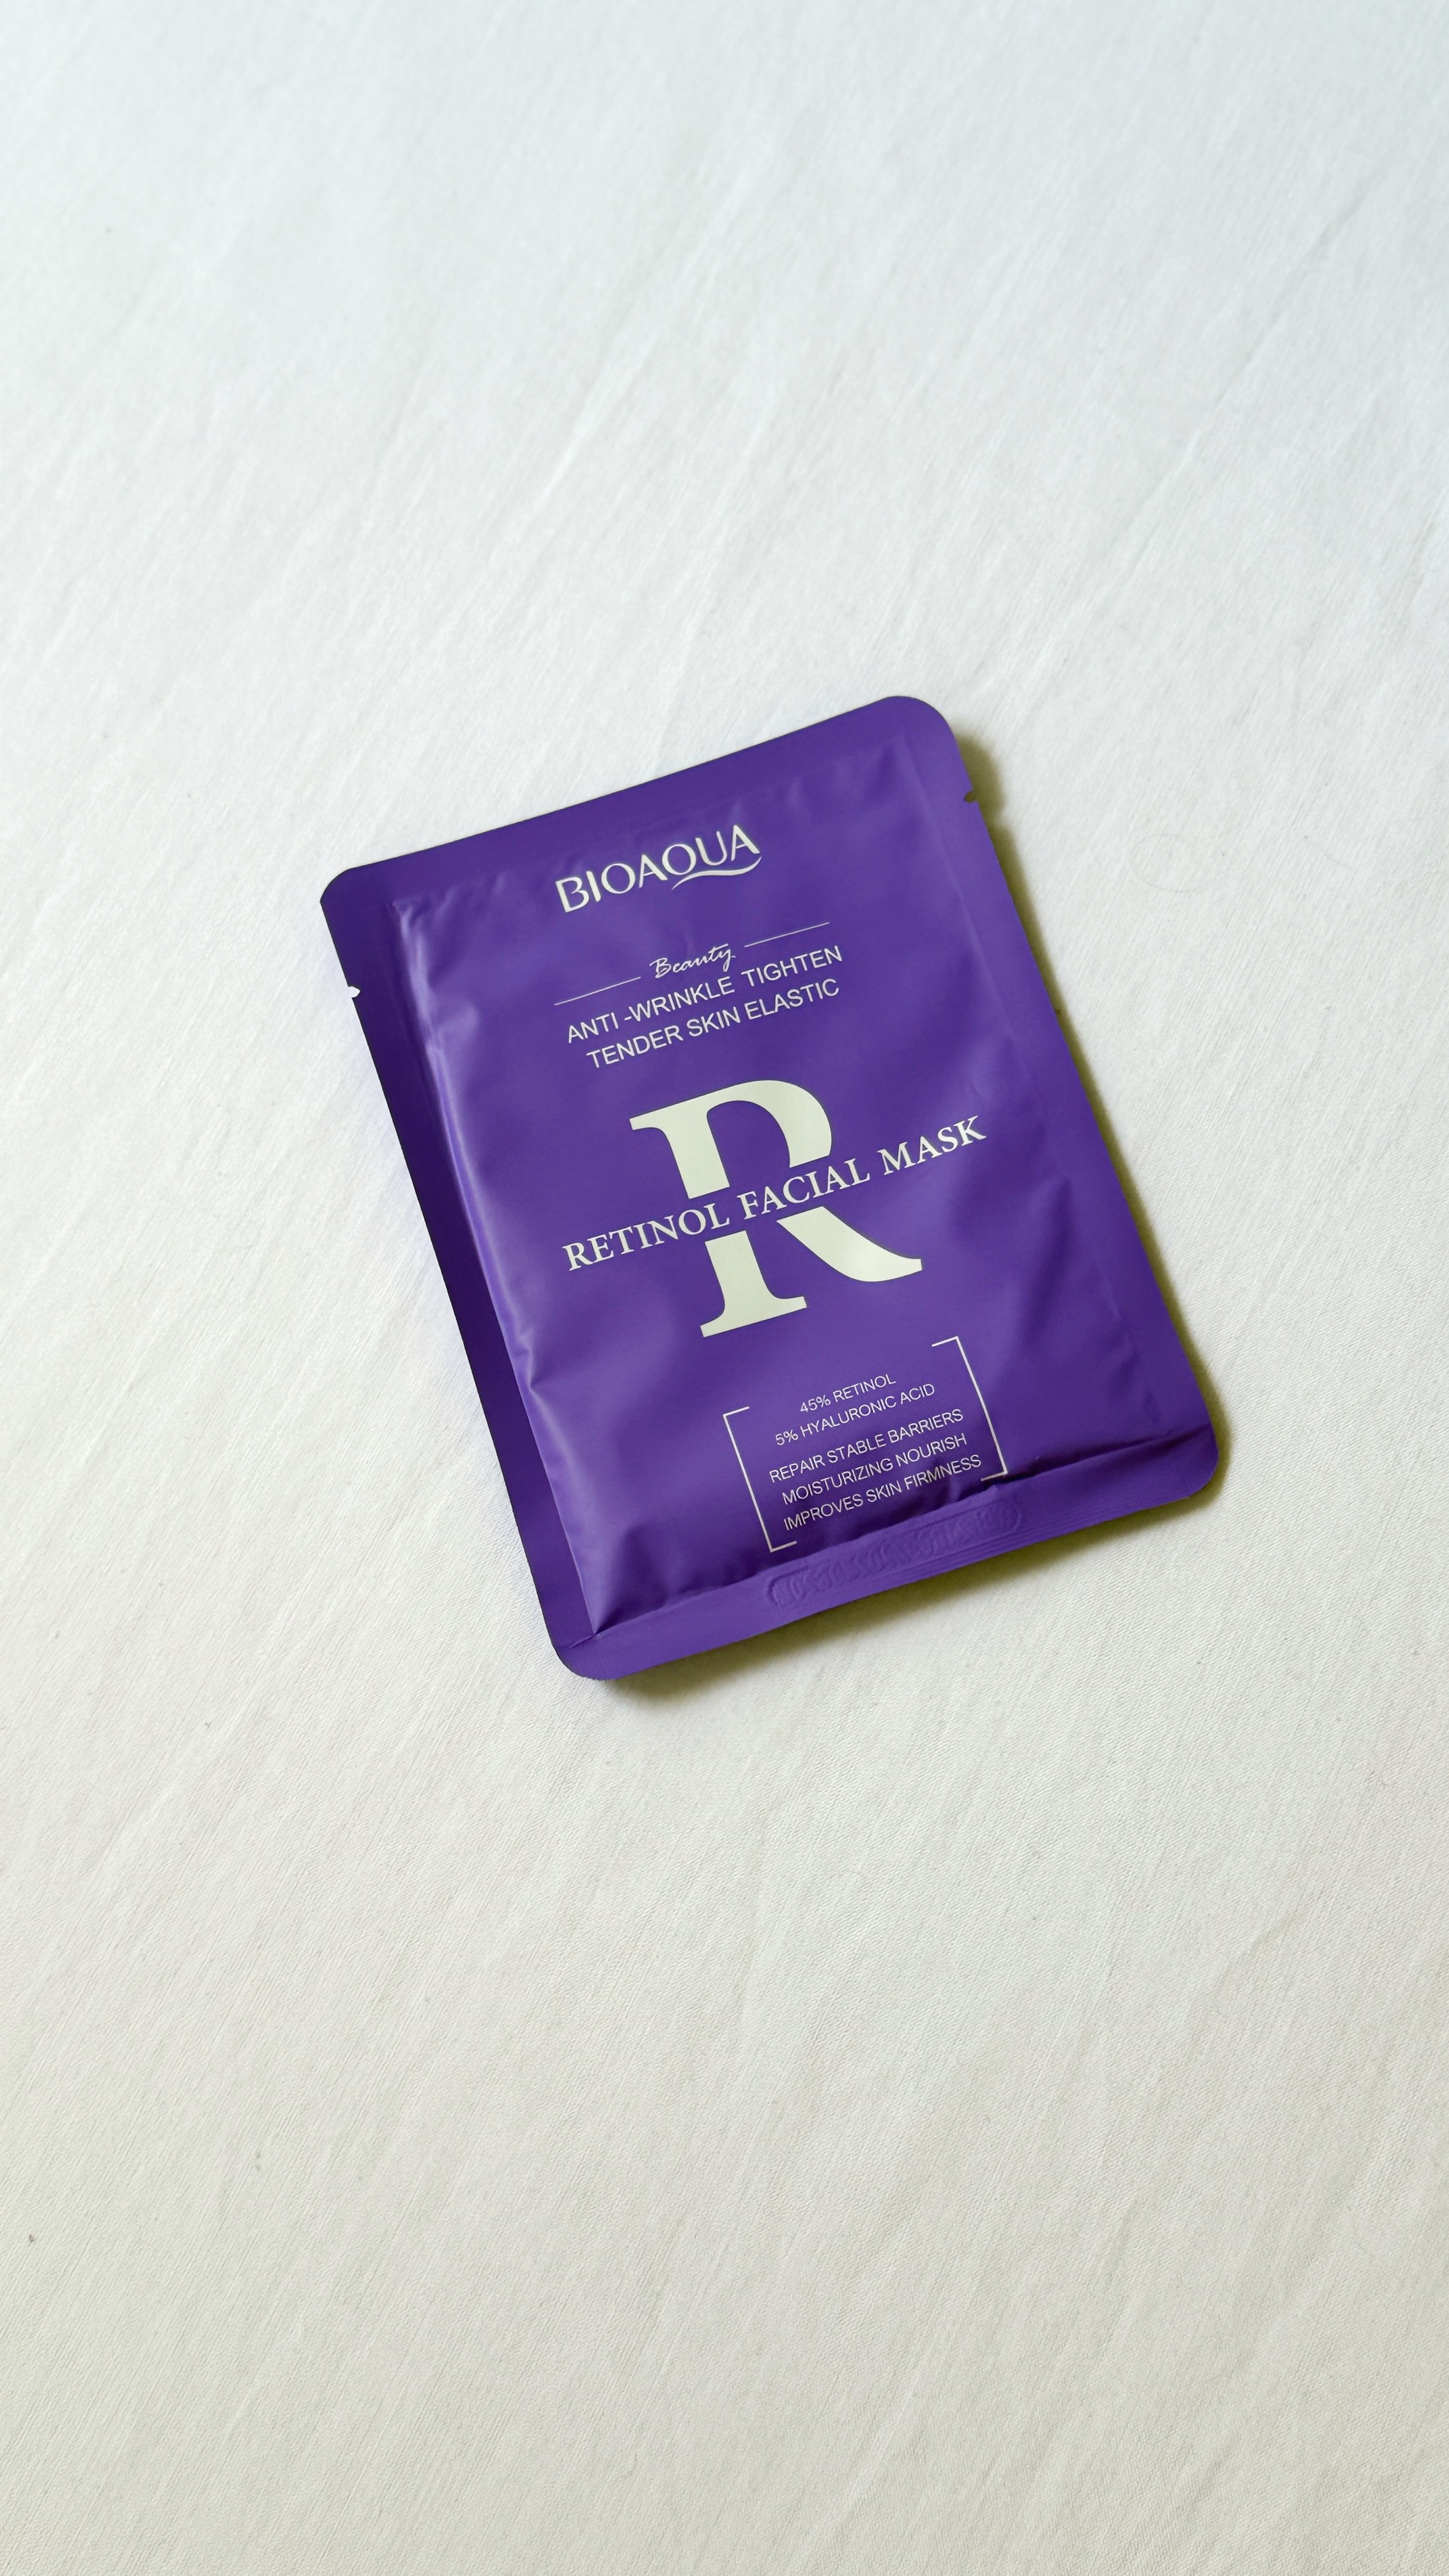 BIOAQUA
Beauty
ANTI -WRINKLE TIGHTEN
TENDER SKIN ELASTIC
R
RETINOL FACIAL MASK
45% RETINOL
5% HYALURONIC ACID
REPAIR STABLE BARRIERS
MOISTURIZING NOURISH
IMPROVES SKIN FIRMNESS